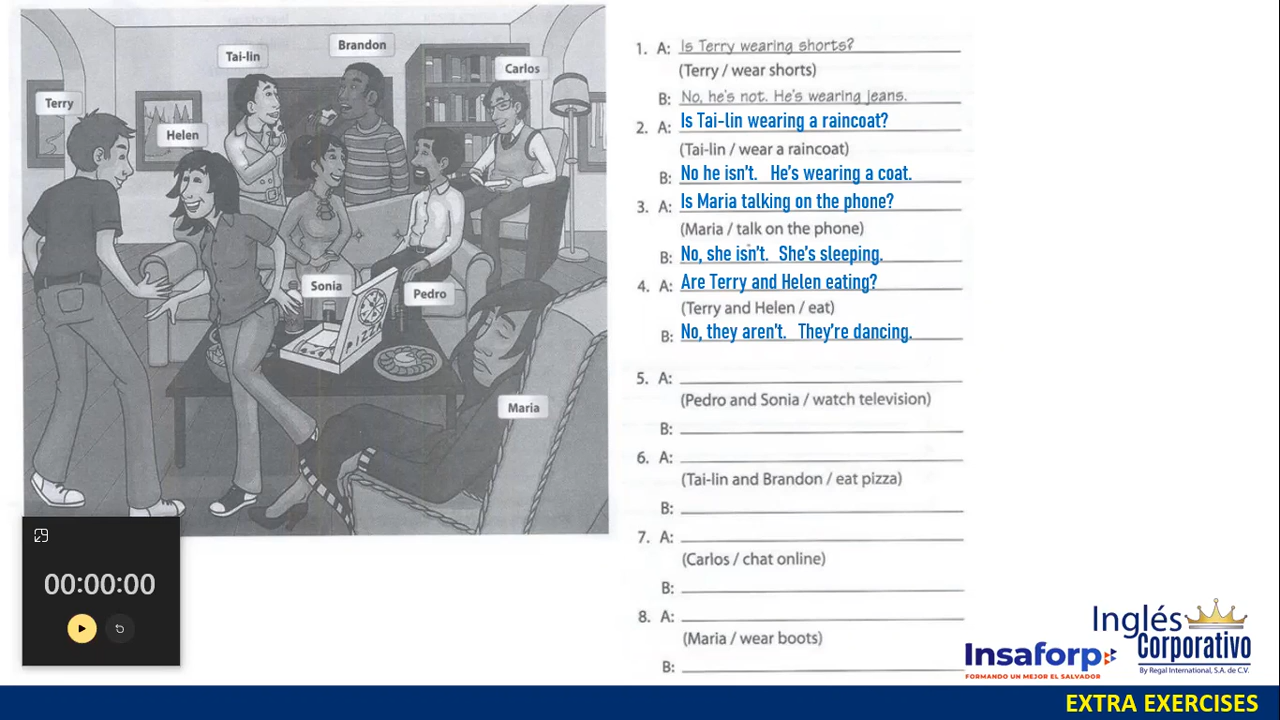 Terry
Helen
Tai-lin
Brandon
Carlos
Sonia
Pedro
Maria
PIZZA
1. A: Is Terry wearing shorts?
(Terry / wear shorts)
B: No, he's not. He's wearing jeans.
2. A: Is Tai-lin wearing a raincoat?
(Tai-lin / wear a raincoat)
B: No he isn't. He's wearing a coat.
3. A: Is Maria talking on the phone?
(Maria / talk on the phone)
B: No, she isn't. She's sleeping.
4. A: Are Terry and Helen eating?
(Terry and Helen / eat)
B: No, they aren't. They're dancing.
5. A:
(Pedro and Sonia / watch television)
B:
6. A:
(Tai-lin and Brandon / eat pizza)
B:
7. A:
(Carlos / chat online)
B:
8. A:
(Maria / wear boots)
B:
00:00:00
Insaforp
FORMANDO UN MEJOR EL SALVADOR
Inglés
Corporativo
By Regal International, S.A. de C.V.
EXTRA EXERCISES